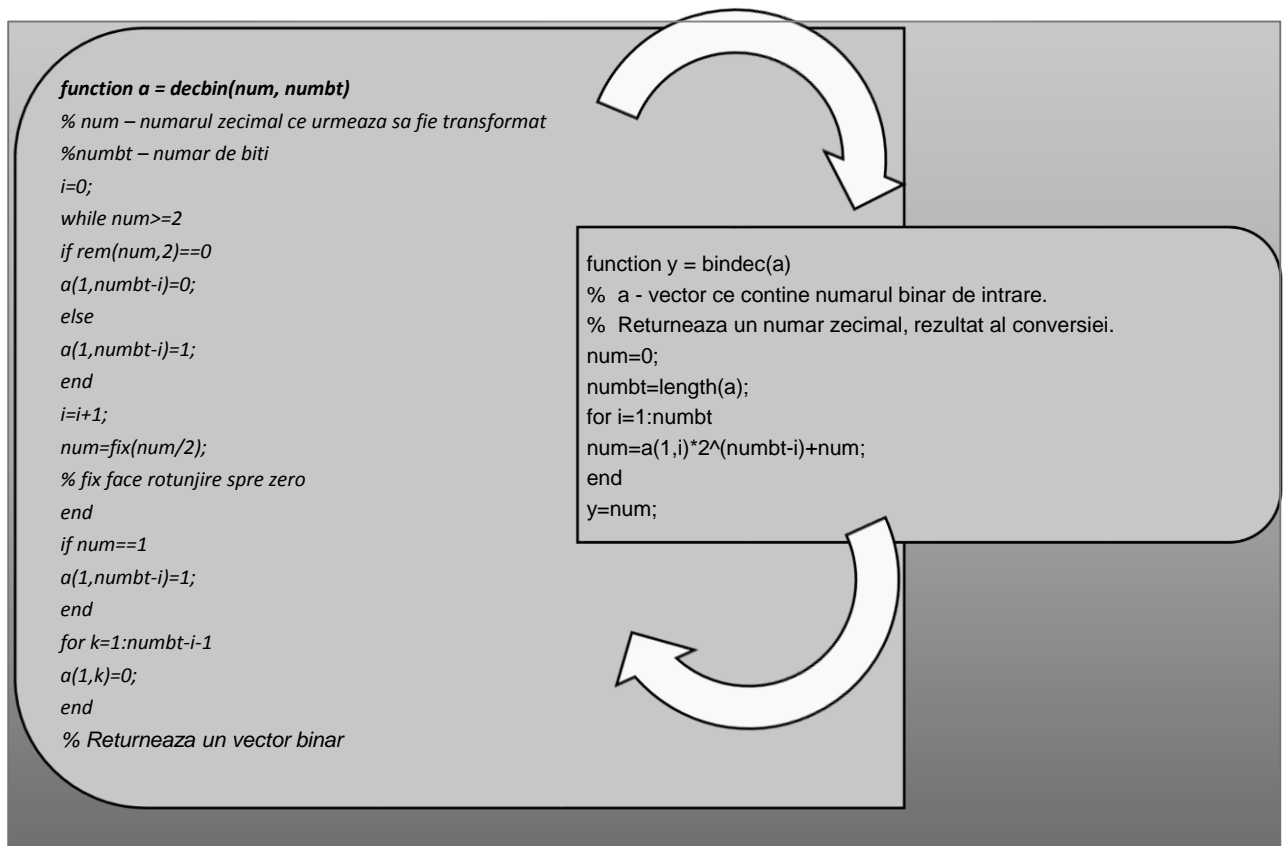 function a = decbin(num, numbt)
% num – numarul zecimal ce urmeaza sa fie transformat
%numbt – numar de biti
i=0;
while num>=2
if rem(num,2)==0
a(1,numbt-i)=0;
else
a(1,numbt-i)=1;
end
i=i+1;
num=fix(num/2);
% fix face rotunjire spre zero
end
if num==1
a(1,numbt-i)=1;
end
for k=1:numbt-i-1
a(1,k)=0;
end
% Returneaza un vector binar
function y = bindec(a)
% a - vector ce contine numarul binar de intrare.
% Returneaza un numar zecimal, rezultat al conversiei.
num=0;
numbt=length(a);
for i=1:numbt
num=a(1,i)*2^(numbt-i)+num;
end
y=num;